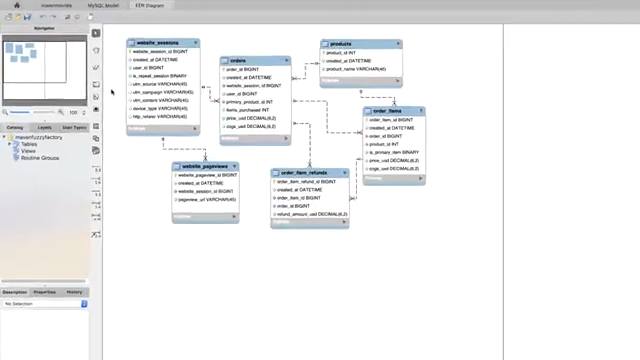 mavenmovies
MySQL Model
EER Diagram
Navigator
100
Catalog
Layers
User Types
mavenfuzzyfactory
Tables
Views
Routine Groups
Description
Properties
History
No Selection
website_sessions
website_session_id BIGINT
created_at DATETIME
user_id BIGINT
is_repeat_session BINARY
utm_source VARCHAR(45)
utm_campaign VARCHAR(45)
utm_content VARCHAR(45)
device_type VARCHAR(45)
http_referer VARCHAR(45)
orders
order_id BIGINT
created_at DATETIME
website_session_id BIGINT
user_id BIGINT
primary_product_id INT
items_purchased INT
price_usd DECIMAL(6,2)
cogs_usd DECIMAL(6,2)
products
product_id INT
created_at DATETIME
product_name VARCHAR(45)
order_items
order_item_id BIGINT
created_at DATETIME
order_id BIGINT
product_id INT
is_primary_item BINARY
price_usd DECIMAL(6,2)
cogs_usd DECIMAL(6,2)
website_pageviews
website_pageview_id BIGINT
created_at DATETIME
website_session_id BIGINT
pageview_url VARCHAR(45)
order_item_refunds
order_item_refund_id BIGINT
created_at DATETIME
order_item_id BIGINT
order_id BIGINT
refund_amount_usd DECIMAL(6,2)